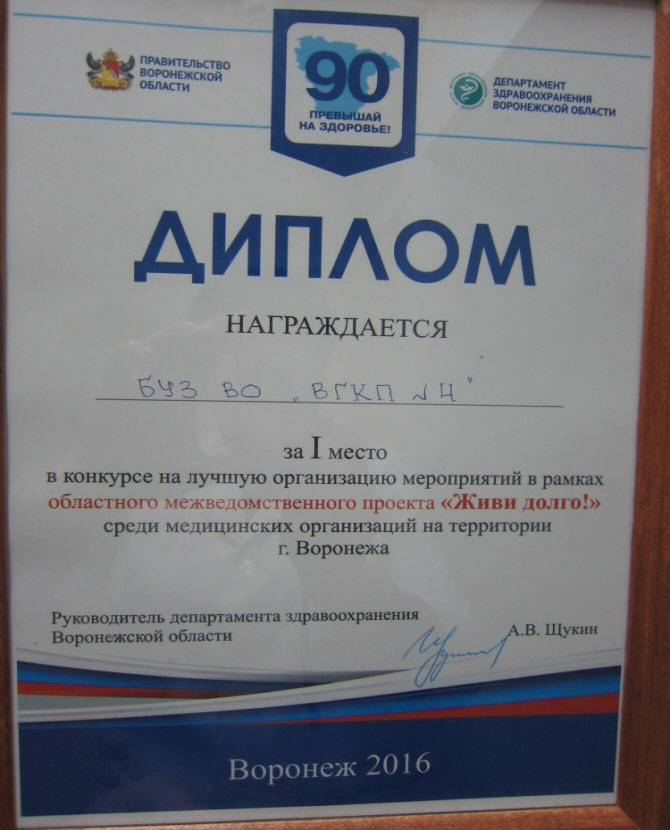 ПРАВИТЕЛЬСТВО
ВОРОНЕЖСКОЙ
ОБЛАСТИ
90
ПРЕВЫШАЙ
НА ЗДОРОВЬЕ!
ДЕПАРТАМЕНТ
ЗДРАВООХРАНЕНИЯ
ВОРОНЕЖСКОЙ ОБЛАСТИ
ДИПЛОМ
НАГРАЖДАЕТСЯ
БУЗ ВО „ВГКП №4"
за I место
в конкурсе на лучшую организацию мероприятий в рамках
областного межведомственного проекта «Живи долго!»
среди медицинских организаций на территории
г. Воронежа
Руководитель департамента здравоохранения
Воронежской области
А.В. Щукин
Воронеж 2016